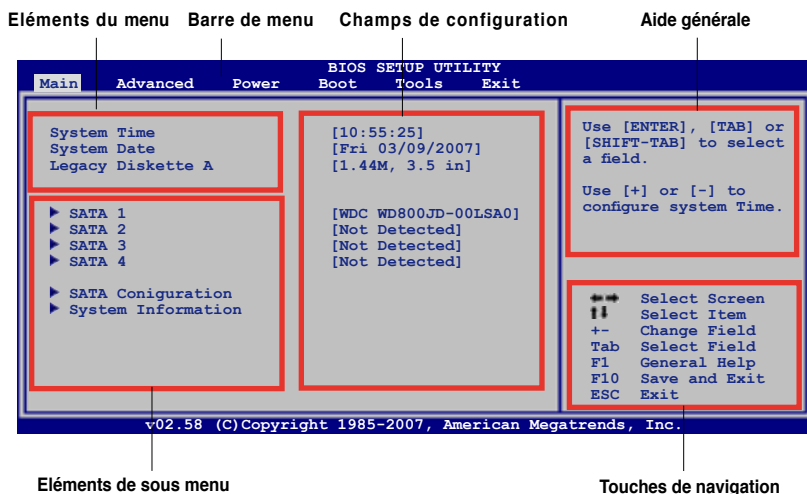 Eléments du menu Barre de menu Champs de configuration Aide générale
BIOS SETUP UTILITY
Main Advanced Power Boot Tools Exit
System Time [10:55:25]
System Date [Fri 03/09/2007]
Legacy Diskette A [1.44M, 3.5 in]
SATA 1 [WDC WD800JD-00LSA0]
SATA 2 [Not Detected]
SATA 3 [Not Detected]
SATA 4 [Not Detected]
SATA Coniguration
System Information
Use [ENTER], [TAB] or
[SHIFT-TAB] to select
a field.
Use [+] or [-] to
configure system Time.
Select Screen
Select Item
+- Change Field
Tab Select Field
F1 General Help
F10 Save and Exit
ESC Exit
v02.58 (C)Copyright 1985-2007, American Megatrends, Inc.
Eléments de sous menu Touches de navigation